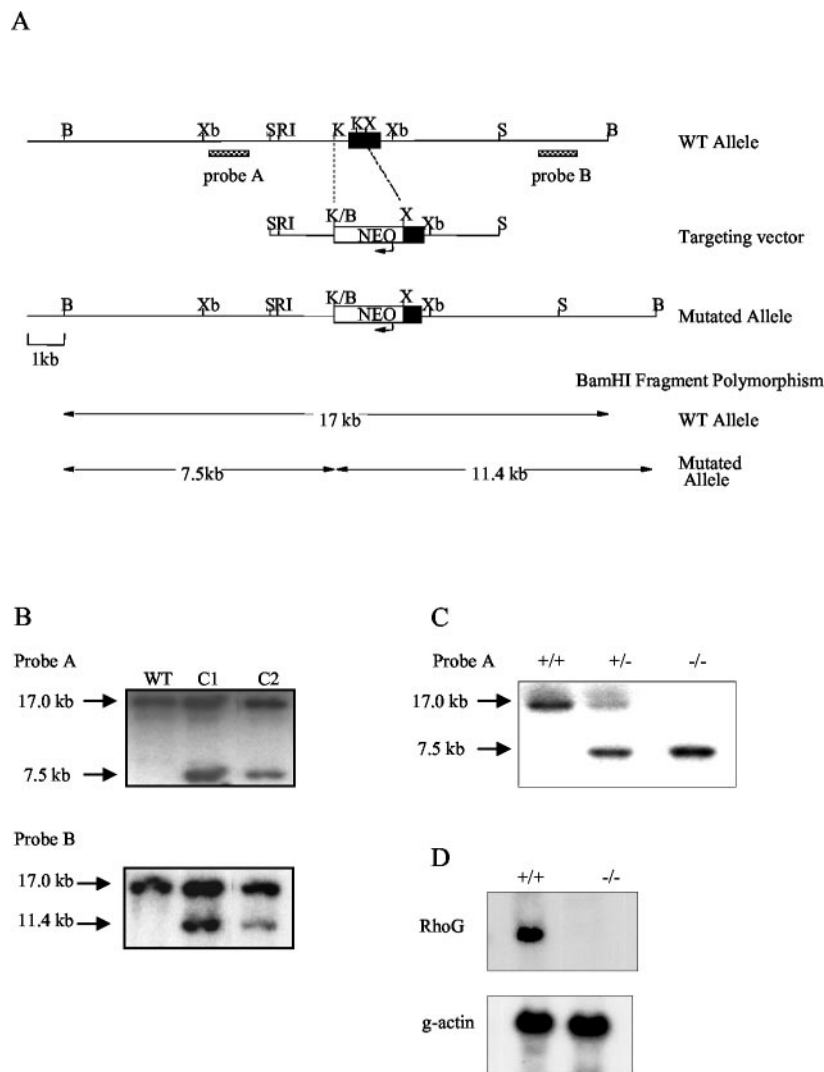 A
B Xb SRI K KX Xb S B WT Allele
probe A probe B
K/B X
SRI NEO Xb S Targeting vector
K/B X
B Xb SRI NEO Xb S B Mutated Allele
1kb
BamHI Fragment Polymorphism
17 kb WT Allele
7.5kb 11.4 kb Mutated
Allele
B
Probe A
WT C1 C2
17.0 kb
7.5 kb
Probe B
17.0 kb
11.4 kb
C
Probe A +/+ +/- -/-
17.0 kb
7.5 kb
D
+/+ -/-
RhoG
g-actin